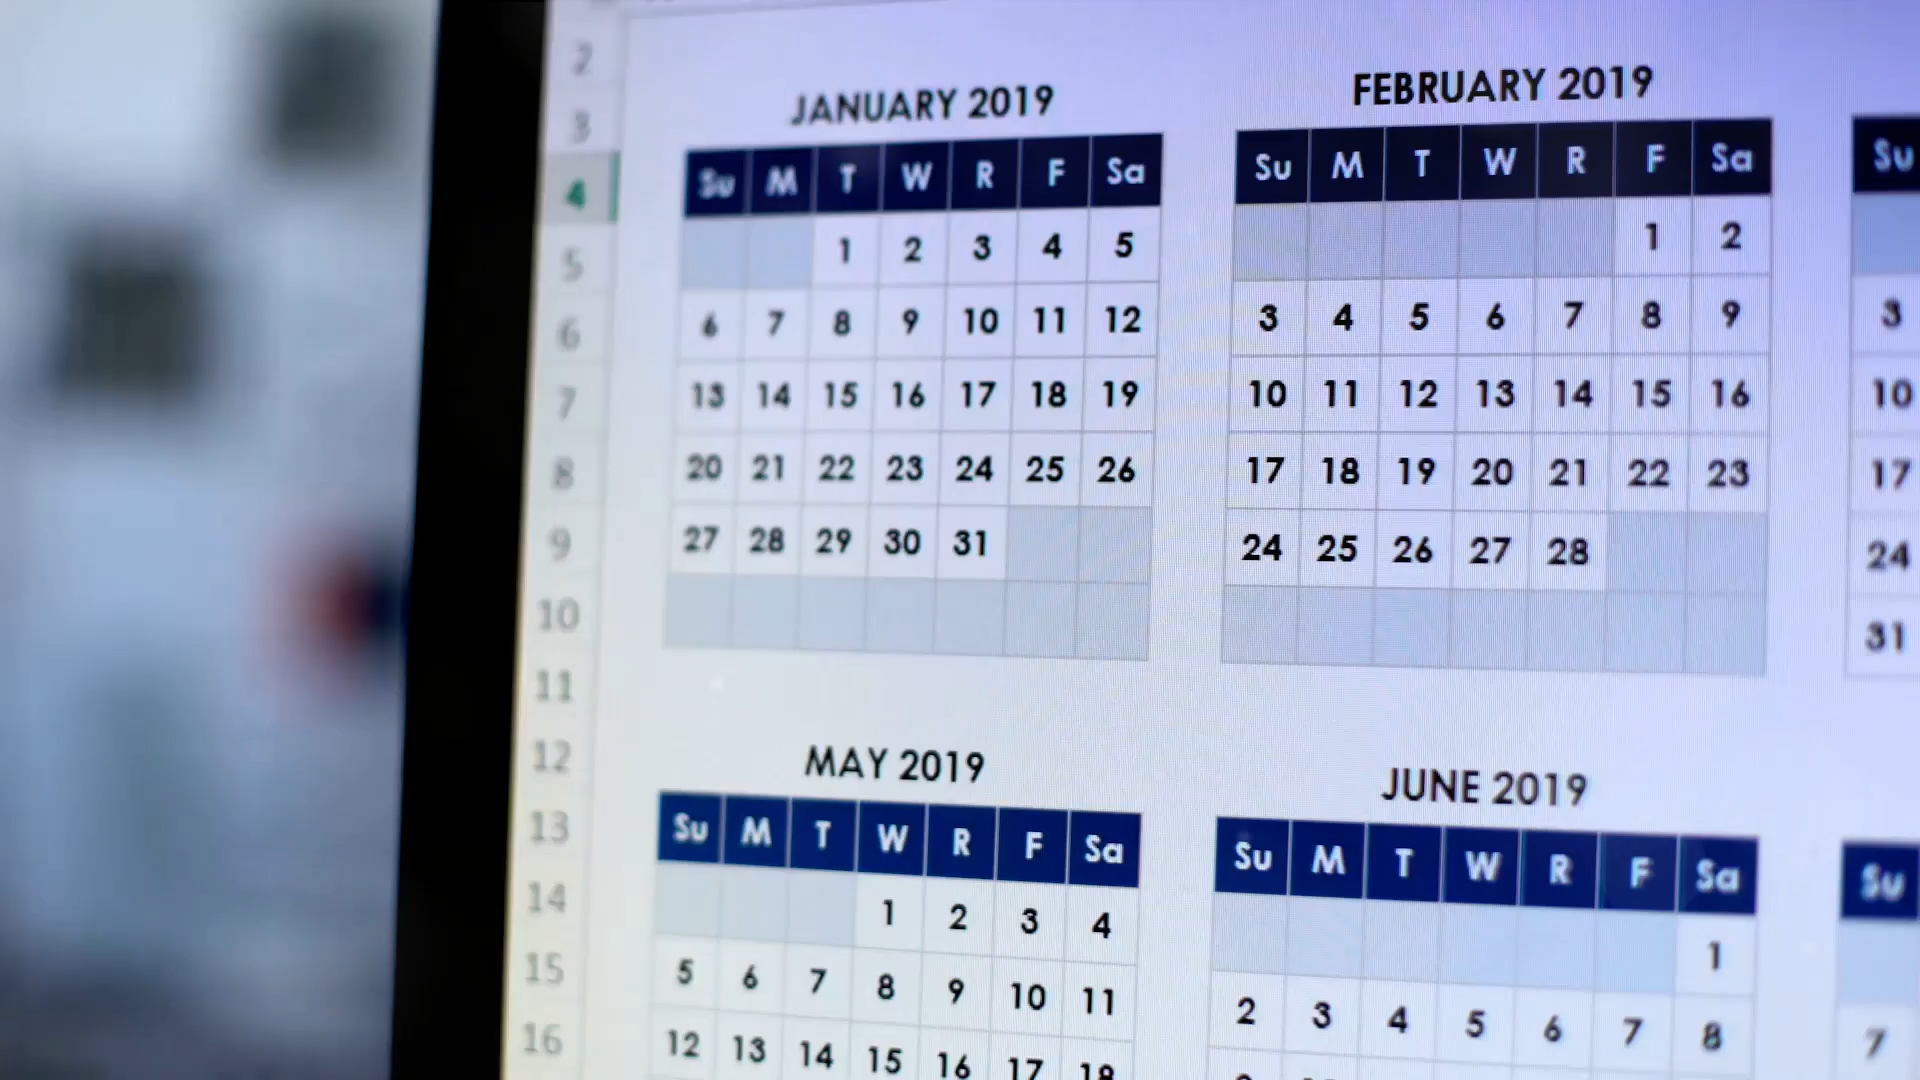 2
3
4
5
6
7
8
9
10
11
12
13
14
15
16
JANUARY 2019
Su M T W R F Sa
1 2 3 4 5
6 7 8 9 10 11 12
13 14 15 16 17 18 19
20 21 22 23 24 25 26
27 28 29 30 31
FEBRUARY 2019
Su M T W R F Sa
1 2
3 4 5 6 7 8 9
10 11 12 13 14 15 16
17 18 19 20 21 22 23
24 25 26 27 28
Su
3
10
17
24
31
MAY 2019
Su M T W R F Sa
1 2 3 4
5 6 7 8 9 10 11
12 13 14 15 16 17 18
JUNE 2019
Su M T W R F Sa
1
2 3 4 5 6 7 8
Su
7